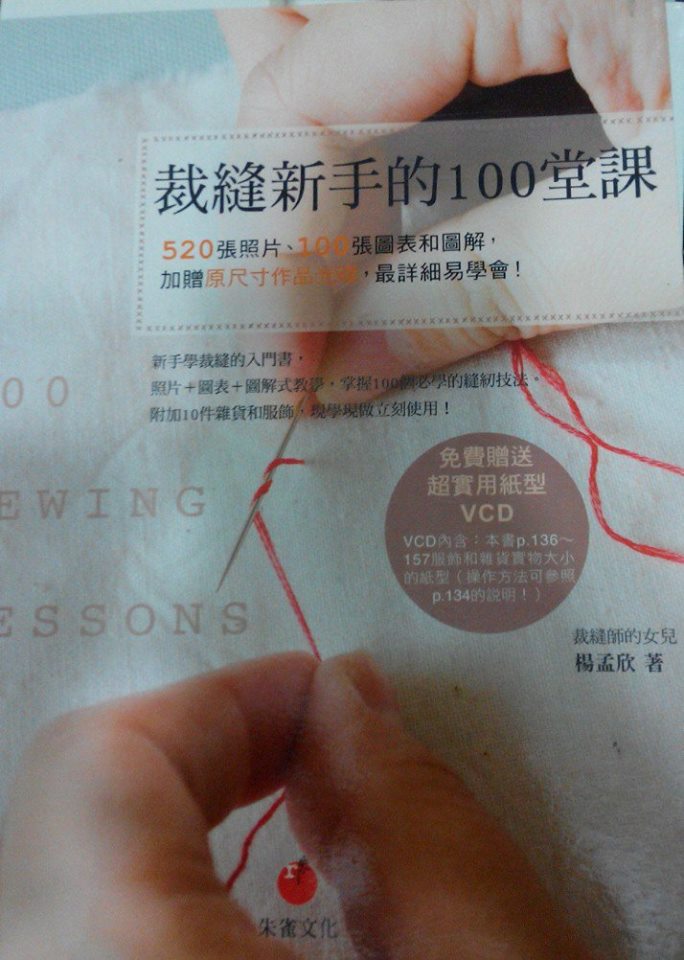 裁縫新手的100堂課
520張照片、100張圖表和圖解，
加贈原尺寸作品光碟，最詳細易學會！
新手學裁縫的入門書，
照片＋圖表＋圖解式教學，掌握100個必學的縫紉技法。
附加10件雜貨和服飾，現學現做立刻使用！
00
EWING
ESSONS
免費贈送
超實用紙型
VCD
VCD內含：本書p.136～
157服飾和雜貨實物大小
的紙型（操作方法可參照
p.134的說明！）
裁縫師的女兒
楊孟欣 著
朱雀文化